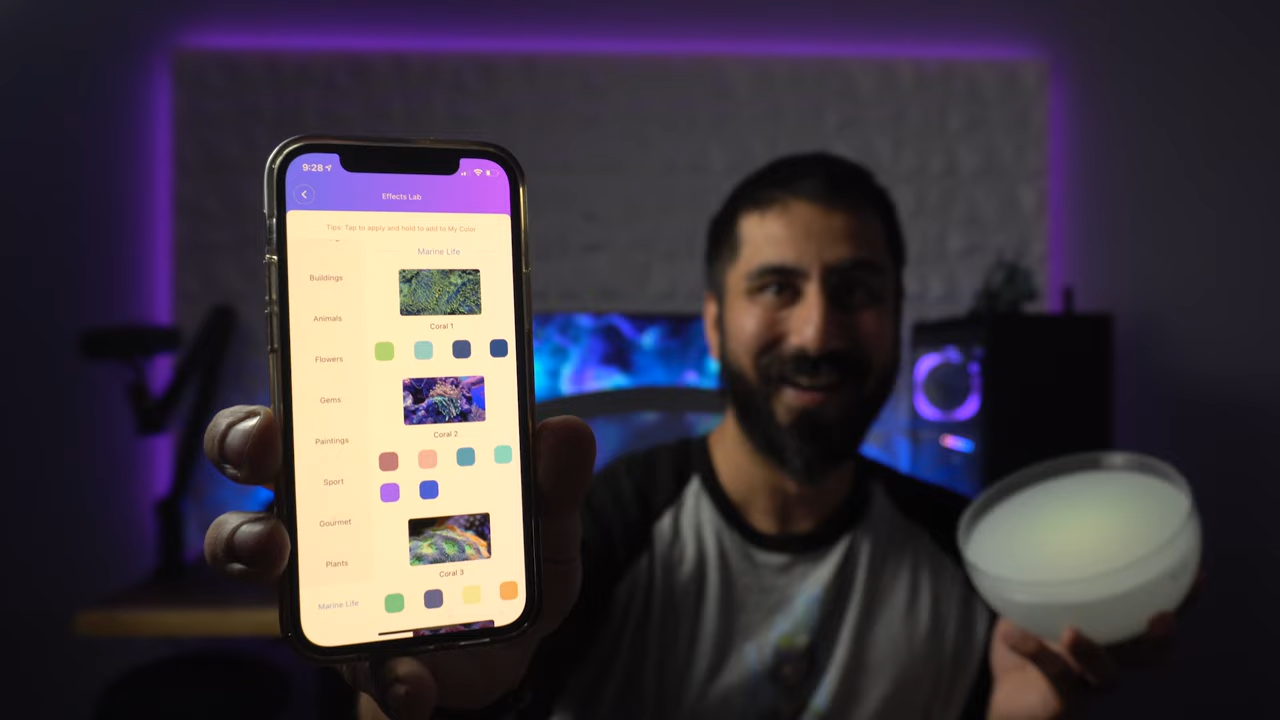 9:28
Effects Lab
Tips: Tap to apply and hold to add to My Color
Marine Life
Buildings
Animals
Coral 1
Flowers
Gems
Coral 2
Paintings
Sport
Gourmet
Plants
Coral 3
Marine Life